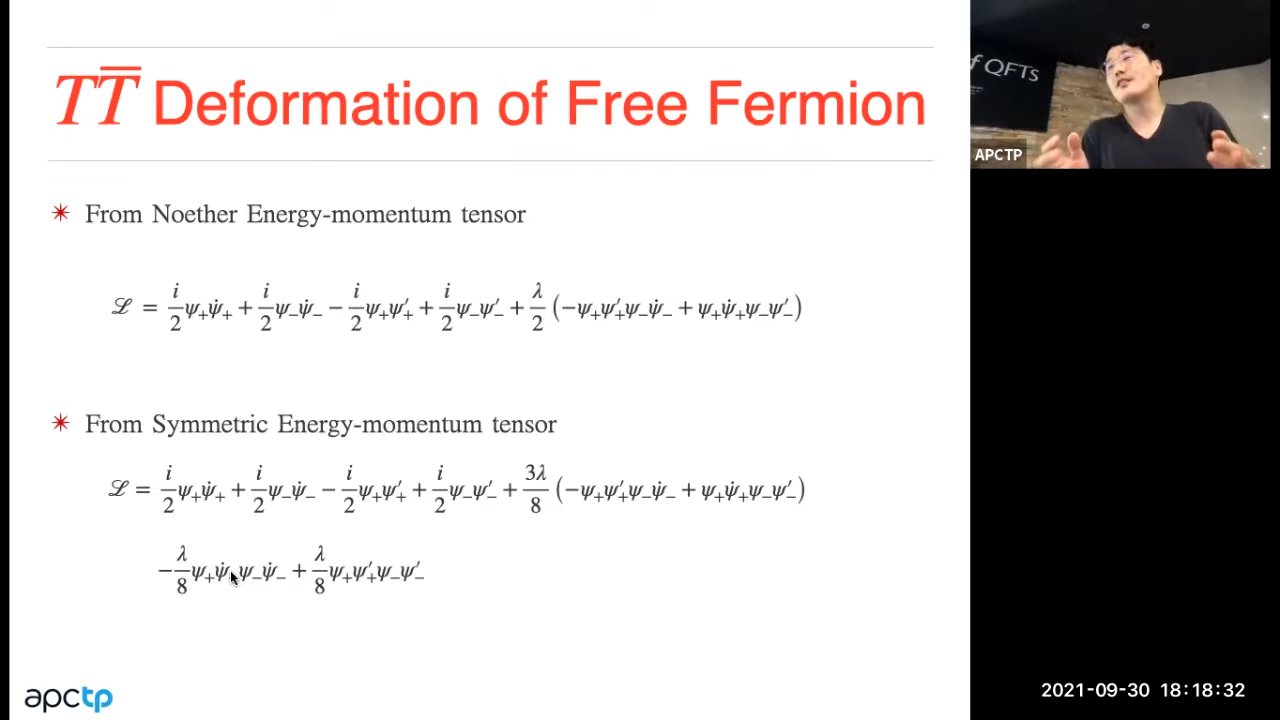 TT̅ Deformation of Free Fermion
f QFTs
APCTP
✴ From Noether Energy-momentum tensor
ℒ = i/2 ψ₊ψ̇₊ + i/2 ψ₋ψ̇₋ − i/2 ψ₊ψ′₊ + i/2 ψ₋ψ′₋ + λ/2 (−ψ₊ψ′₊ψ₋ψ̇₋ + ψ₊ψ̇₊ψ₋ψ′₋)
✴ From Symmetric Energy-momentum tensor
ℒ = i/2 ψ₊ψ̇₊ + i/2 ψ₋ψ̇₋ − i/2 ψ₊ψ′₊ + i/2 ψ₋ψ′₋ + 3λ/8 (−ψ₊ψ′₊ψ₋ψ̇₋ + ψ₊ψ̇₊ψ₋ψ′₋)
−λ/8 ψ₊ψ̇₊ψ₋ψ̇₋ + λ/8 ψ₊ψ′₊ψ₋ψ′₋
apctp
2021-09-30 18:18:32